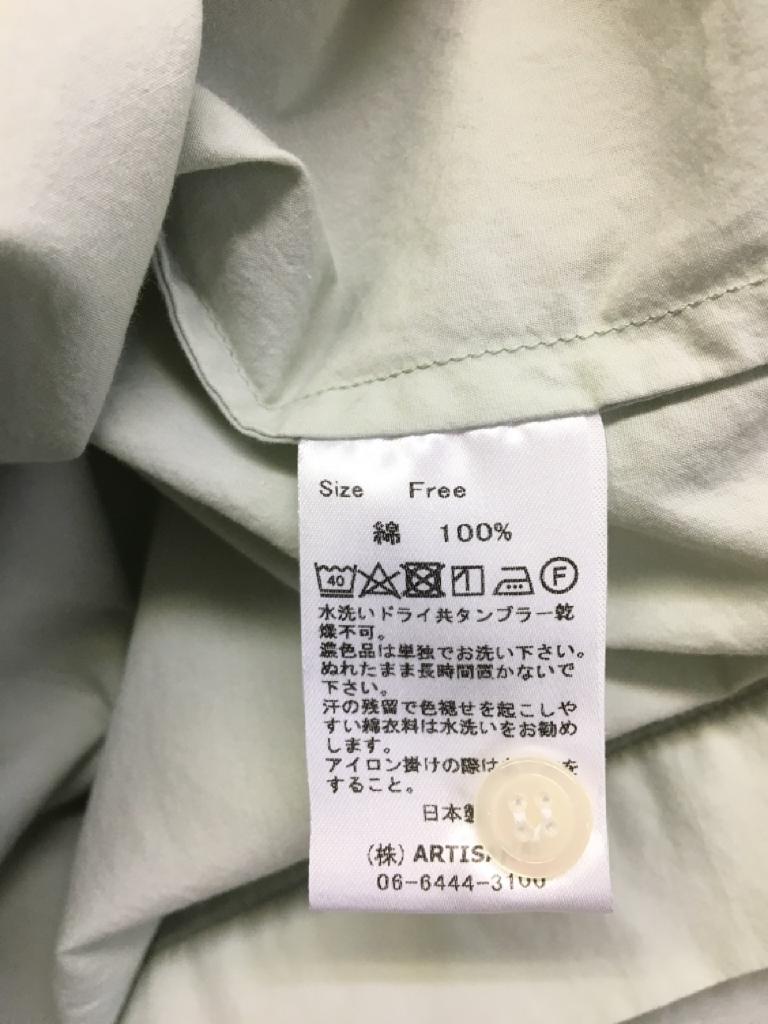 Size Free
綿 100%
40
F
水洗いドライ共タンブラー乾
燥不可。
濃色品は単独でお洗い下さい。
ぬれたまま長時間置かないで
下さい。
汗の残留で色褪せを起こしや
すい綿衣料は水洗いをお勧め
します。
アイロン掛けの際は を
すること。
日本製
(株) ARTIS
06-6444-3100